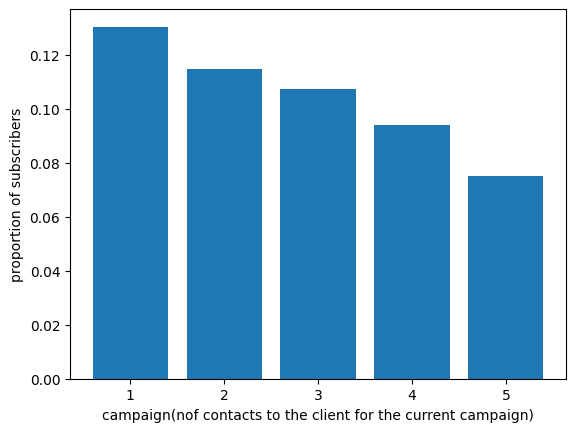 0.12
0.10
0.08
0.06
0.04
0.02
0.00
proportion of subscribers
1 2 3 4 5
campaign(nof contacts to the client for the current campaign)